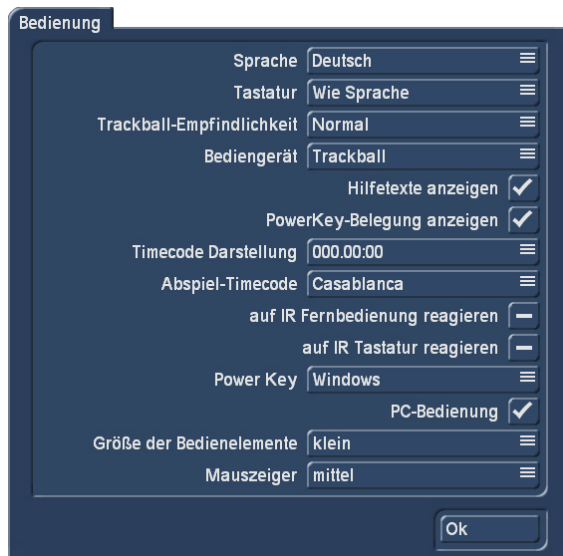 Bedienung
Sprache Deutsch
Tastatur Wie Sprache
Trackball-Empfindlichkeit Normal
Bediengerät Trackball
Hilfetexte anzeigen
PowerKey-Belegung anzeigen
Timecode Darstellung 000.00:00
Abspiel-Timecode Casablanca
auf IR Fernbedienung reagieren
auf IR Tastatur reagieren
Power Key Windows
PC-Bedienung
Größe der Bedienelemente klein
Mauszeiger mittel
Ok